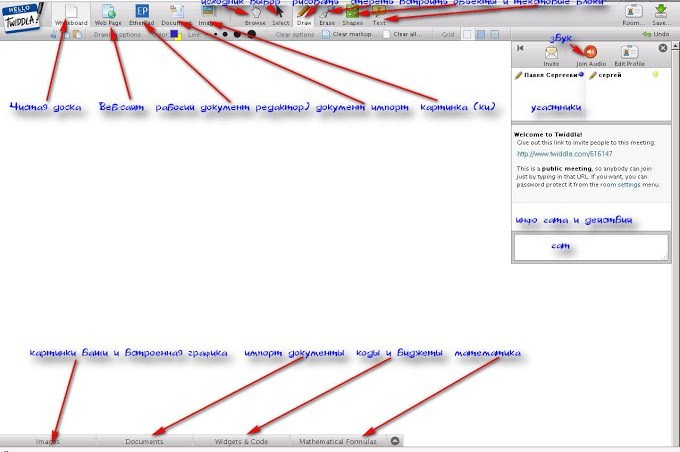 исходник выбор рисовать стереть встроить объекты и текстовые блоки
HELLO
TWIDDLA!
Whiteboard Web Page EtherPad Document Images Browse Select Draw Erase Shapes Text Room... Save...
Drawing options Color: Line: Clear options Clear markup... Clear all... Grid: Undo
звук
Invite Join Audio Edit Profile
Павел Сергеевич сергей
Чистая доска Веб-сайт рабочий документ редактор) документ импорт картинка (ки)
участники
Welcome to Twiddla!
Give out this link to invite people to this meeting:
http://www.twiddla.com/616147
This is a public meeting, so anybody can join
just by typing in that URL. If you want, you can
password protect it from the room settings menu.
инфо чата и действий
чат
картинки ваши и встроенная графика импорт документы коды и виджеты математика
Images Documents Widgets & Code Mathematical Formulas